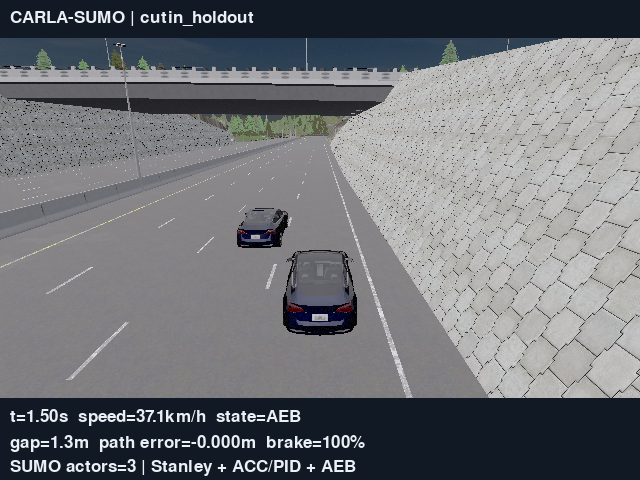 CARLA-SUMO | cutin_holdout
t=1.50s speed=37.1km/h state=AEB
gap=1.3m path error=-0.000m brake=100%
SUMO actors=3 | Stanley + ACC/PID + AEB